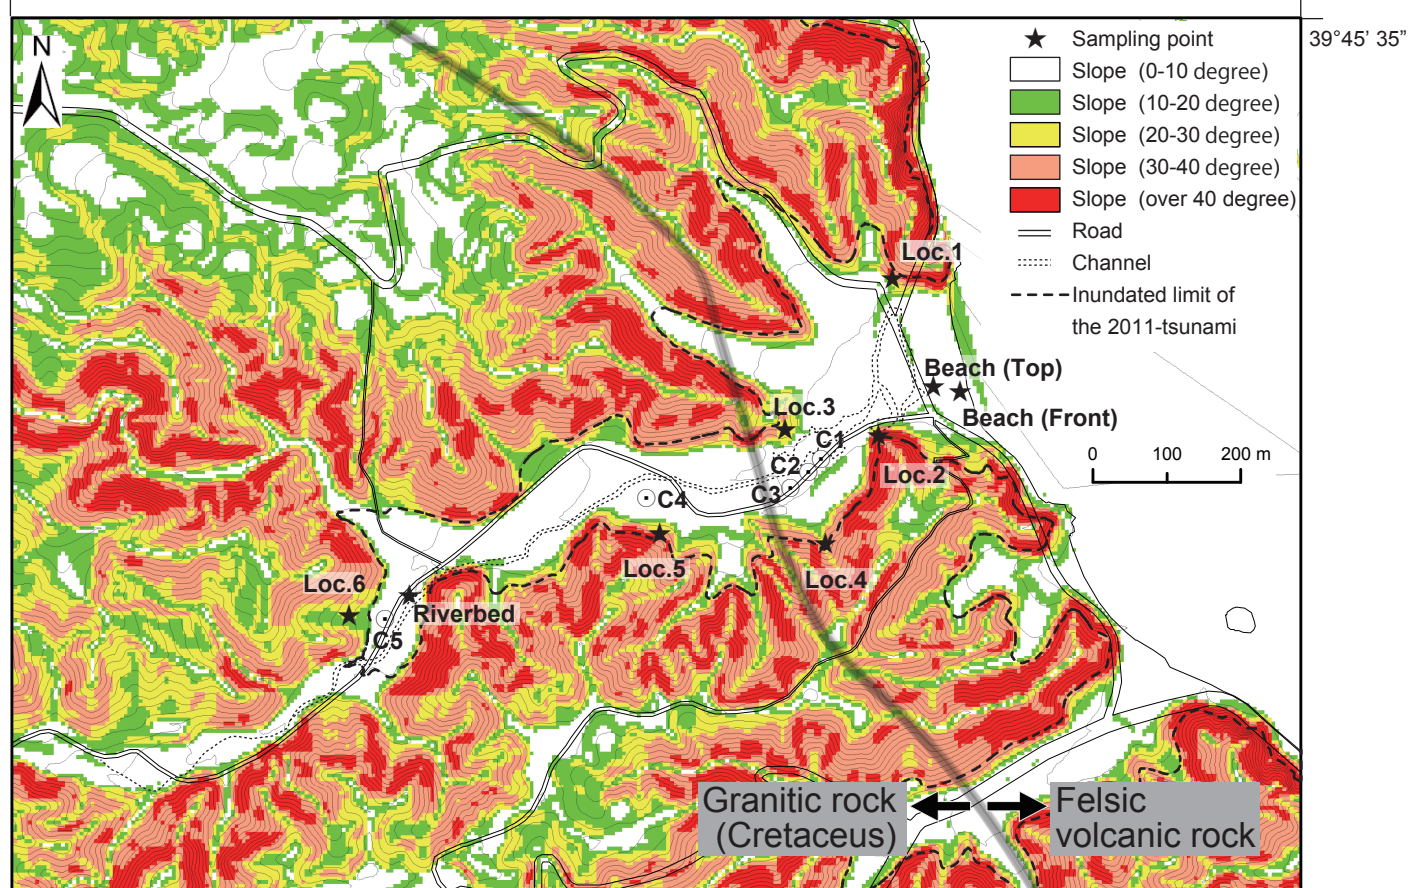 N
★ Sampling point
Slope (0-10 degree)
Slope (10-20 degree)
Slope (20-30 degree)
Slope (30-40 degree)
Slope (over 40 degree)
Road
Channel
Inundated limit of
the 2011-tsunami
39°45' 35"
Loc.1
Beach (Top)
Beach (Front)
Loc.3
C1
C2
C3
Loc.2
0 100 200 m
C4
Loc.5
Loc.4
Loc.6
Riverbed
C5
Granitic rock
(Cretaceus)
Felsic
volcanic rock